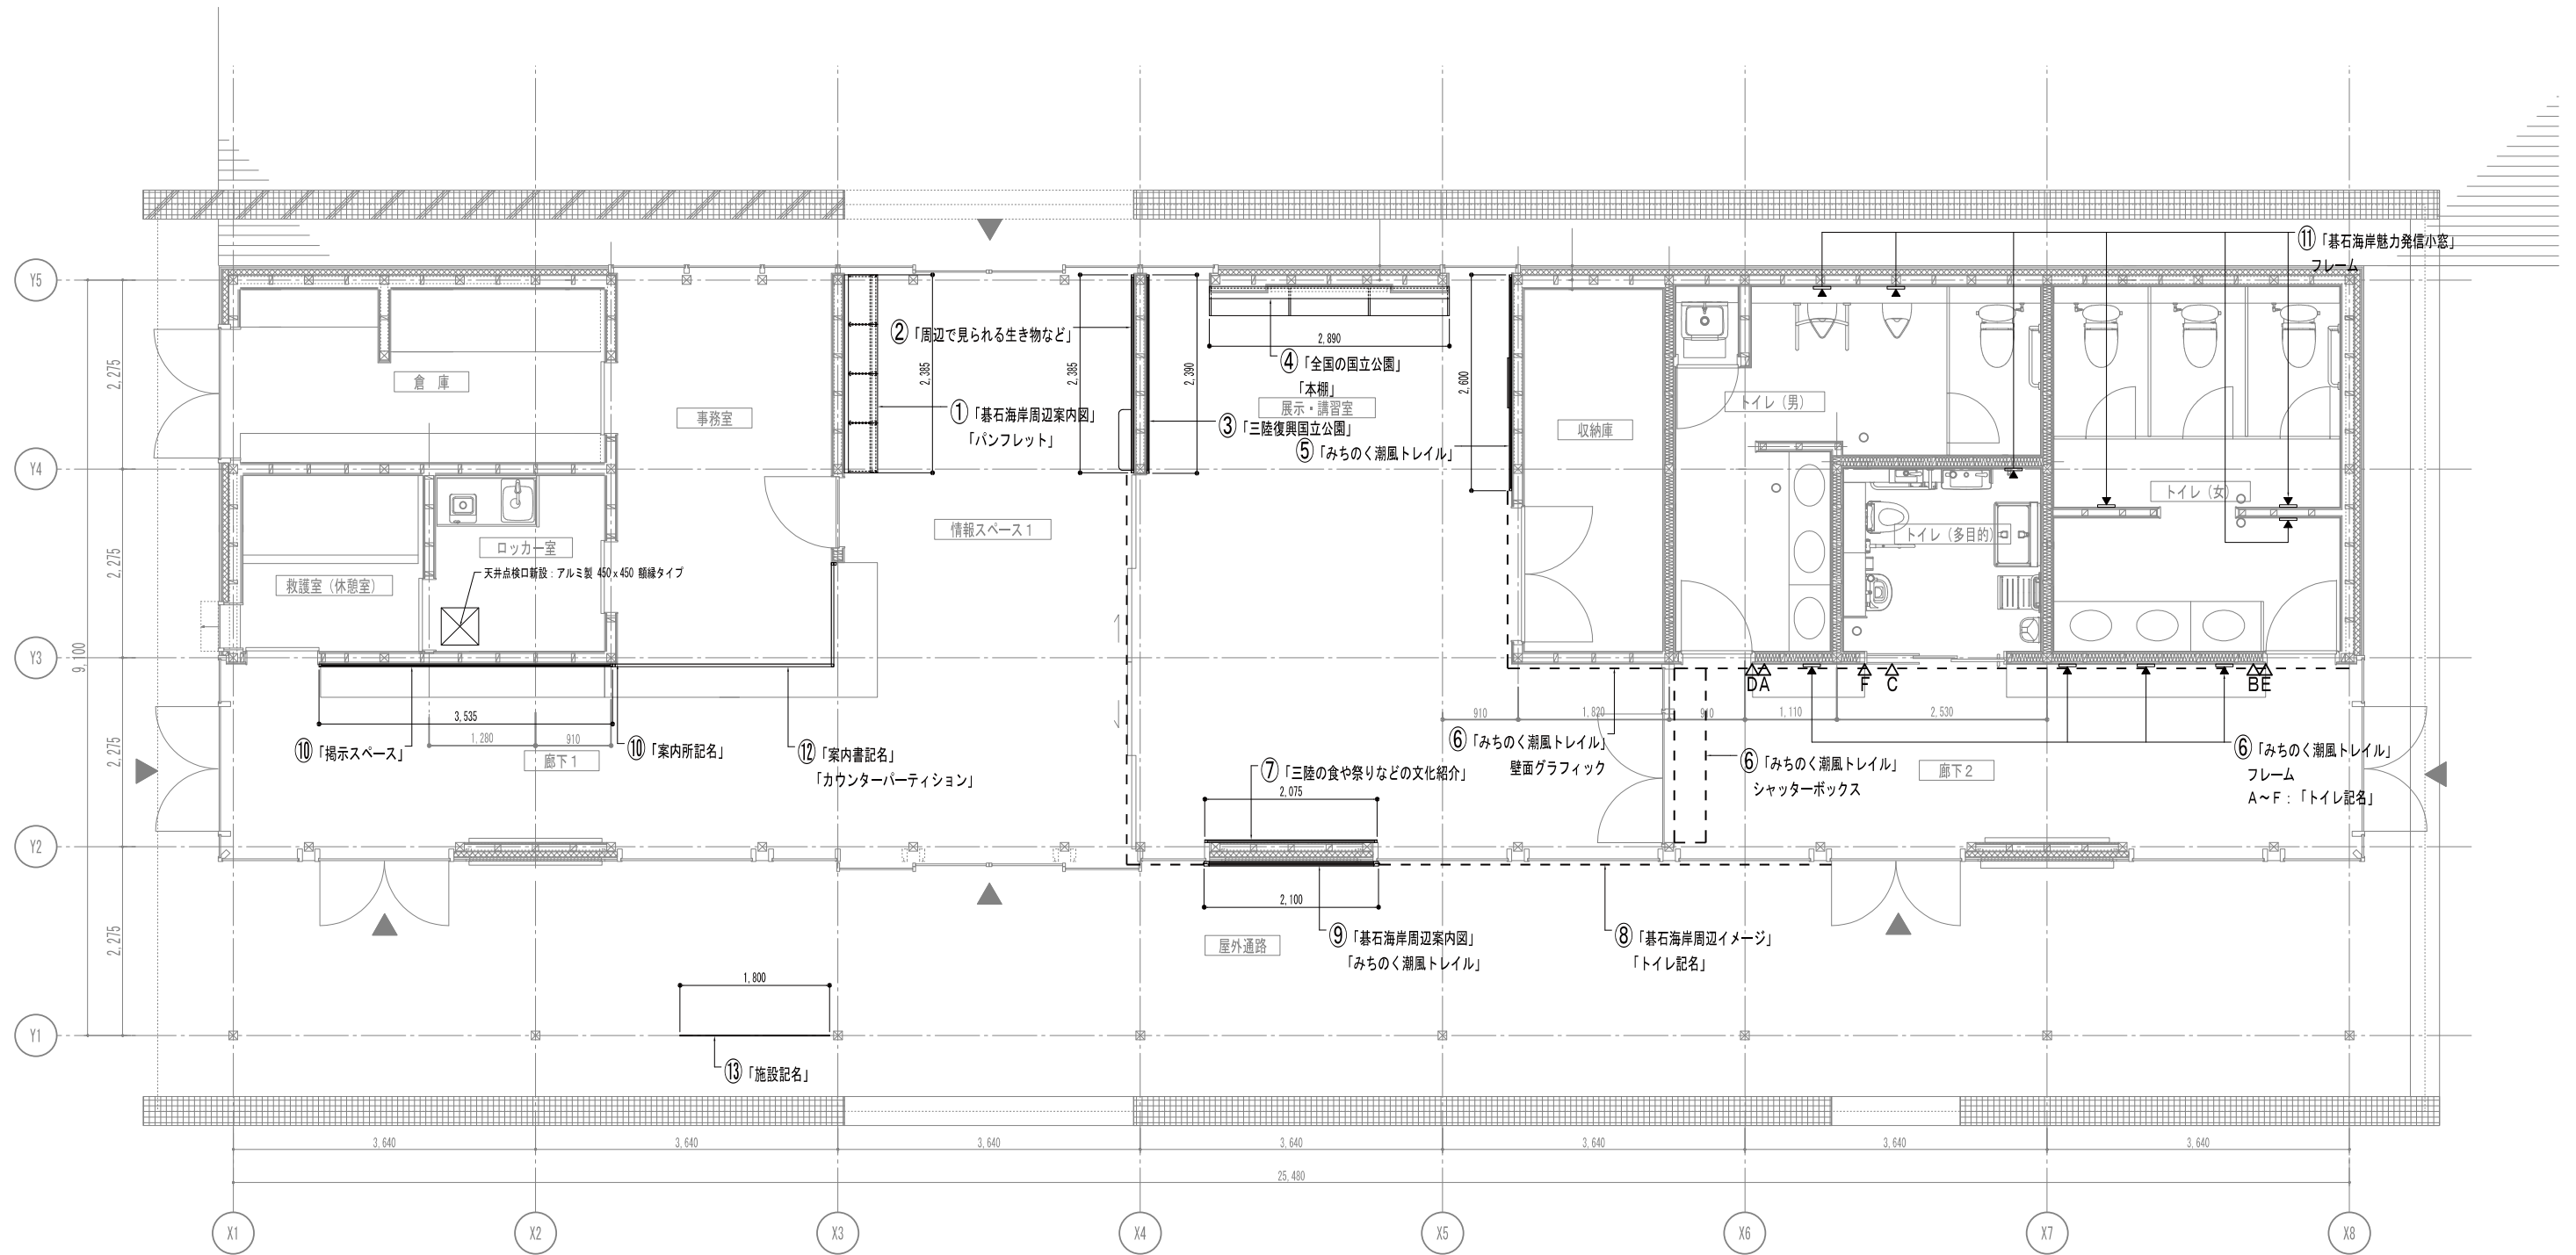 ⑪「碁石海岸魅力発信小窓」
フレーム
Y5
②「周辺で見られる生き物など」
2,890
④「全国の国立公園」
「本棚」
展示・講習室
2,275
2,385
2,385
2,390
2,600
倉　庫
事務室
トイレ（男）
収納庫
①「碁石海岸周辺案内図」
「パンフレット」
③「三陸復興国立公園」
⑤「みちのく潮風トレイル」
Y4
トイレ（女）
情報スペース1
トイレ（多目的）
ロッカー室
2,275
天井点検口新設：アルミ製 450x450 額縁タイプ
救護室（休憩室）
Y3
9,100
DA
F
C
BE
3,535
910
1,820
910
1,110
2,530
1,280
910
2,275
⑩「掲示スペース」
⑩「案内所記名」
⑫「案内書記名」
「カウンターパーティション」
廊下1
⑥「みちのく潮風トレイル」
壁面グラフィック
⑥「みちのく潮風トレイル」
シャッターボックス
⑥「みちのく潮風トレイル」
フレーム
A～F：「トイレ記名」
廊下2
⑦「三陸の食や祭りなどの文化紹介」
2,075
Y2
2,100
2,275
屋外通路
⑨「碁石海岸周辺案内図」
「みちのく潮風トレイル」
⑧「碁石海岸周辺イメージ」
「トイレ記名」
1,800
Y1
⑬「施設記名」
3,640
3,640
3,640
3,640
3,640
3,640
3,640
25,480
X1
X2
X3
X4
X5
X6
X7
X8